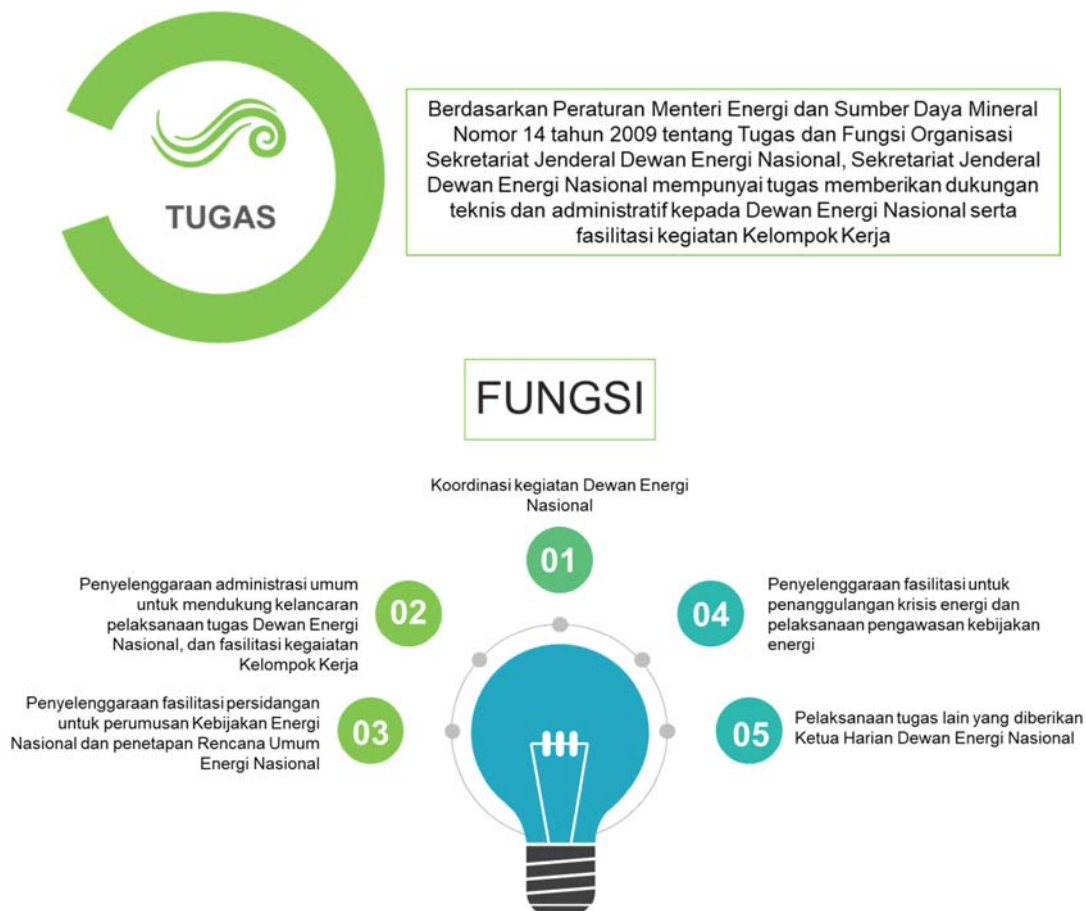 TUGAS
Berdasarkan Peraturan Menteri Energi dan Sumber Daya Mineral
Nomor 14 tahun 2009 tentang Tugas dan Fungsi Organisasi
Sekretariat Jenderal Dewan Energi Nasional, Sekretariat Jenderal
Dewan Energi Nasional mempunyai tugas memberikan dukungan
teknis dan administratif kepada Dewan Energi Nasional serta
fasilitasi kegiatan Kelompok Kerja
FUNGSI
Koordinasi kegiatan Dewan Energi
Nasional
01
Penyelenggaraan administrasi umum
untuk mendukung kelancaran
pelaksanaan tugas Dewan Energi
Nasional, dan fasilitasi kegaiatan
Kelompok Kerja
02
Penyelenggaraan fasilitasi persidangan
untuk perumusan Kebijakan Energi
Nasional dan penetapan Rencana Umum
Energi Nasional
03
04
Penyelenggaraan fasilitasi untuk
penanggulangan krisis energi dan
pelaksanaan pengawasan kebijakan
energi
05
Pelaksanaan tugas lain yang diberikan
Ketua Harian Dewan Energi Nasional